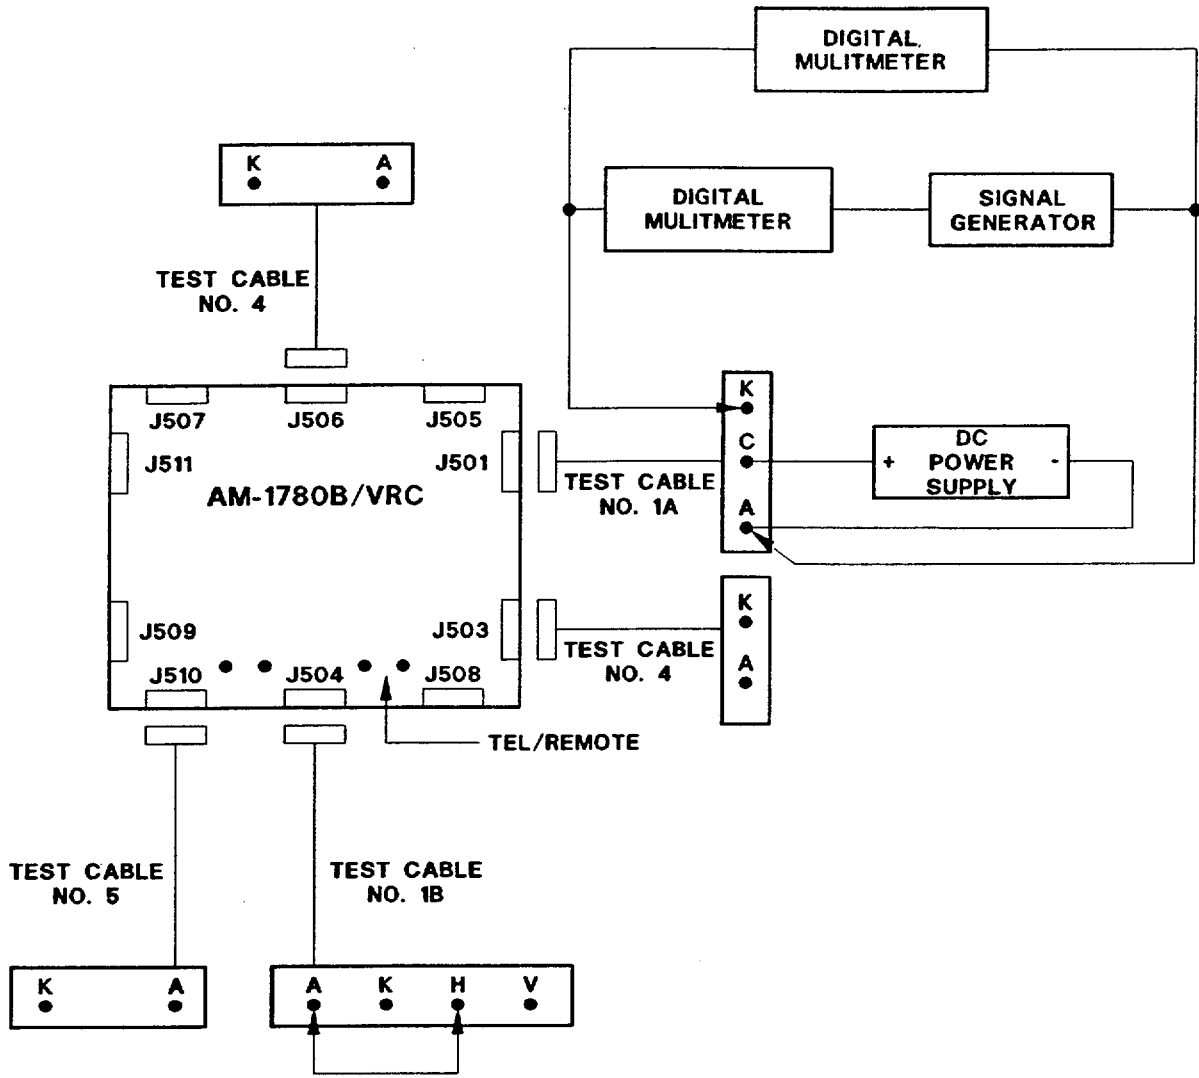 DIGITAL
MULITMETER
K A
DIGITAL
MULITMETER
SIGNAL
GENERATOR
TEST CABLE
NO. 4
J507
J506
J505
K
J511
J501
C
DC
+ POWER -
SUPPLY
AM-1780B/VRC
TEST CABLE
NO. 1A
A
J509
J503
K
TEST CABLE
NO. 4
A
J510
J504
J508
TEL/REMOTE
TEST CABLE
NO. 5
TEST CABLE
NO. 1B
K A
A K H V